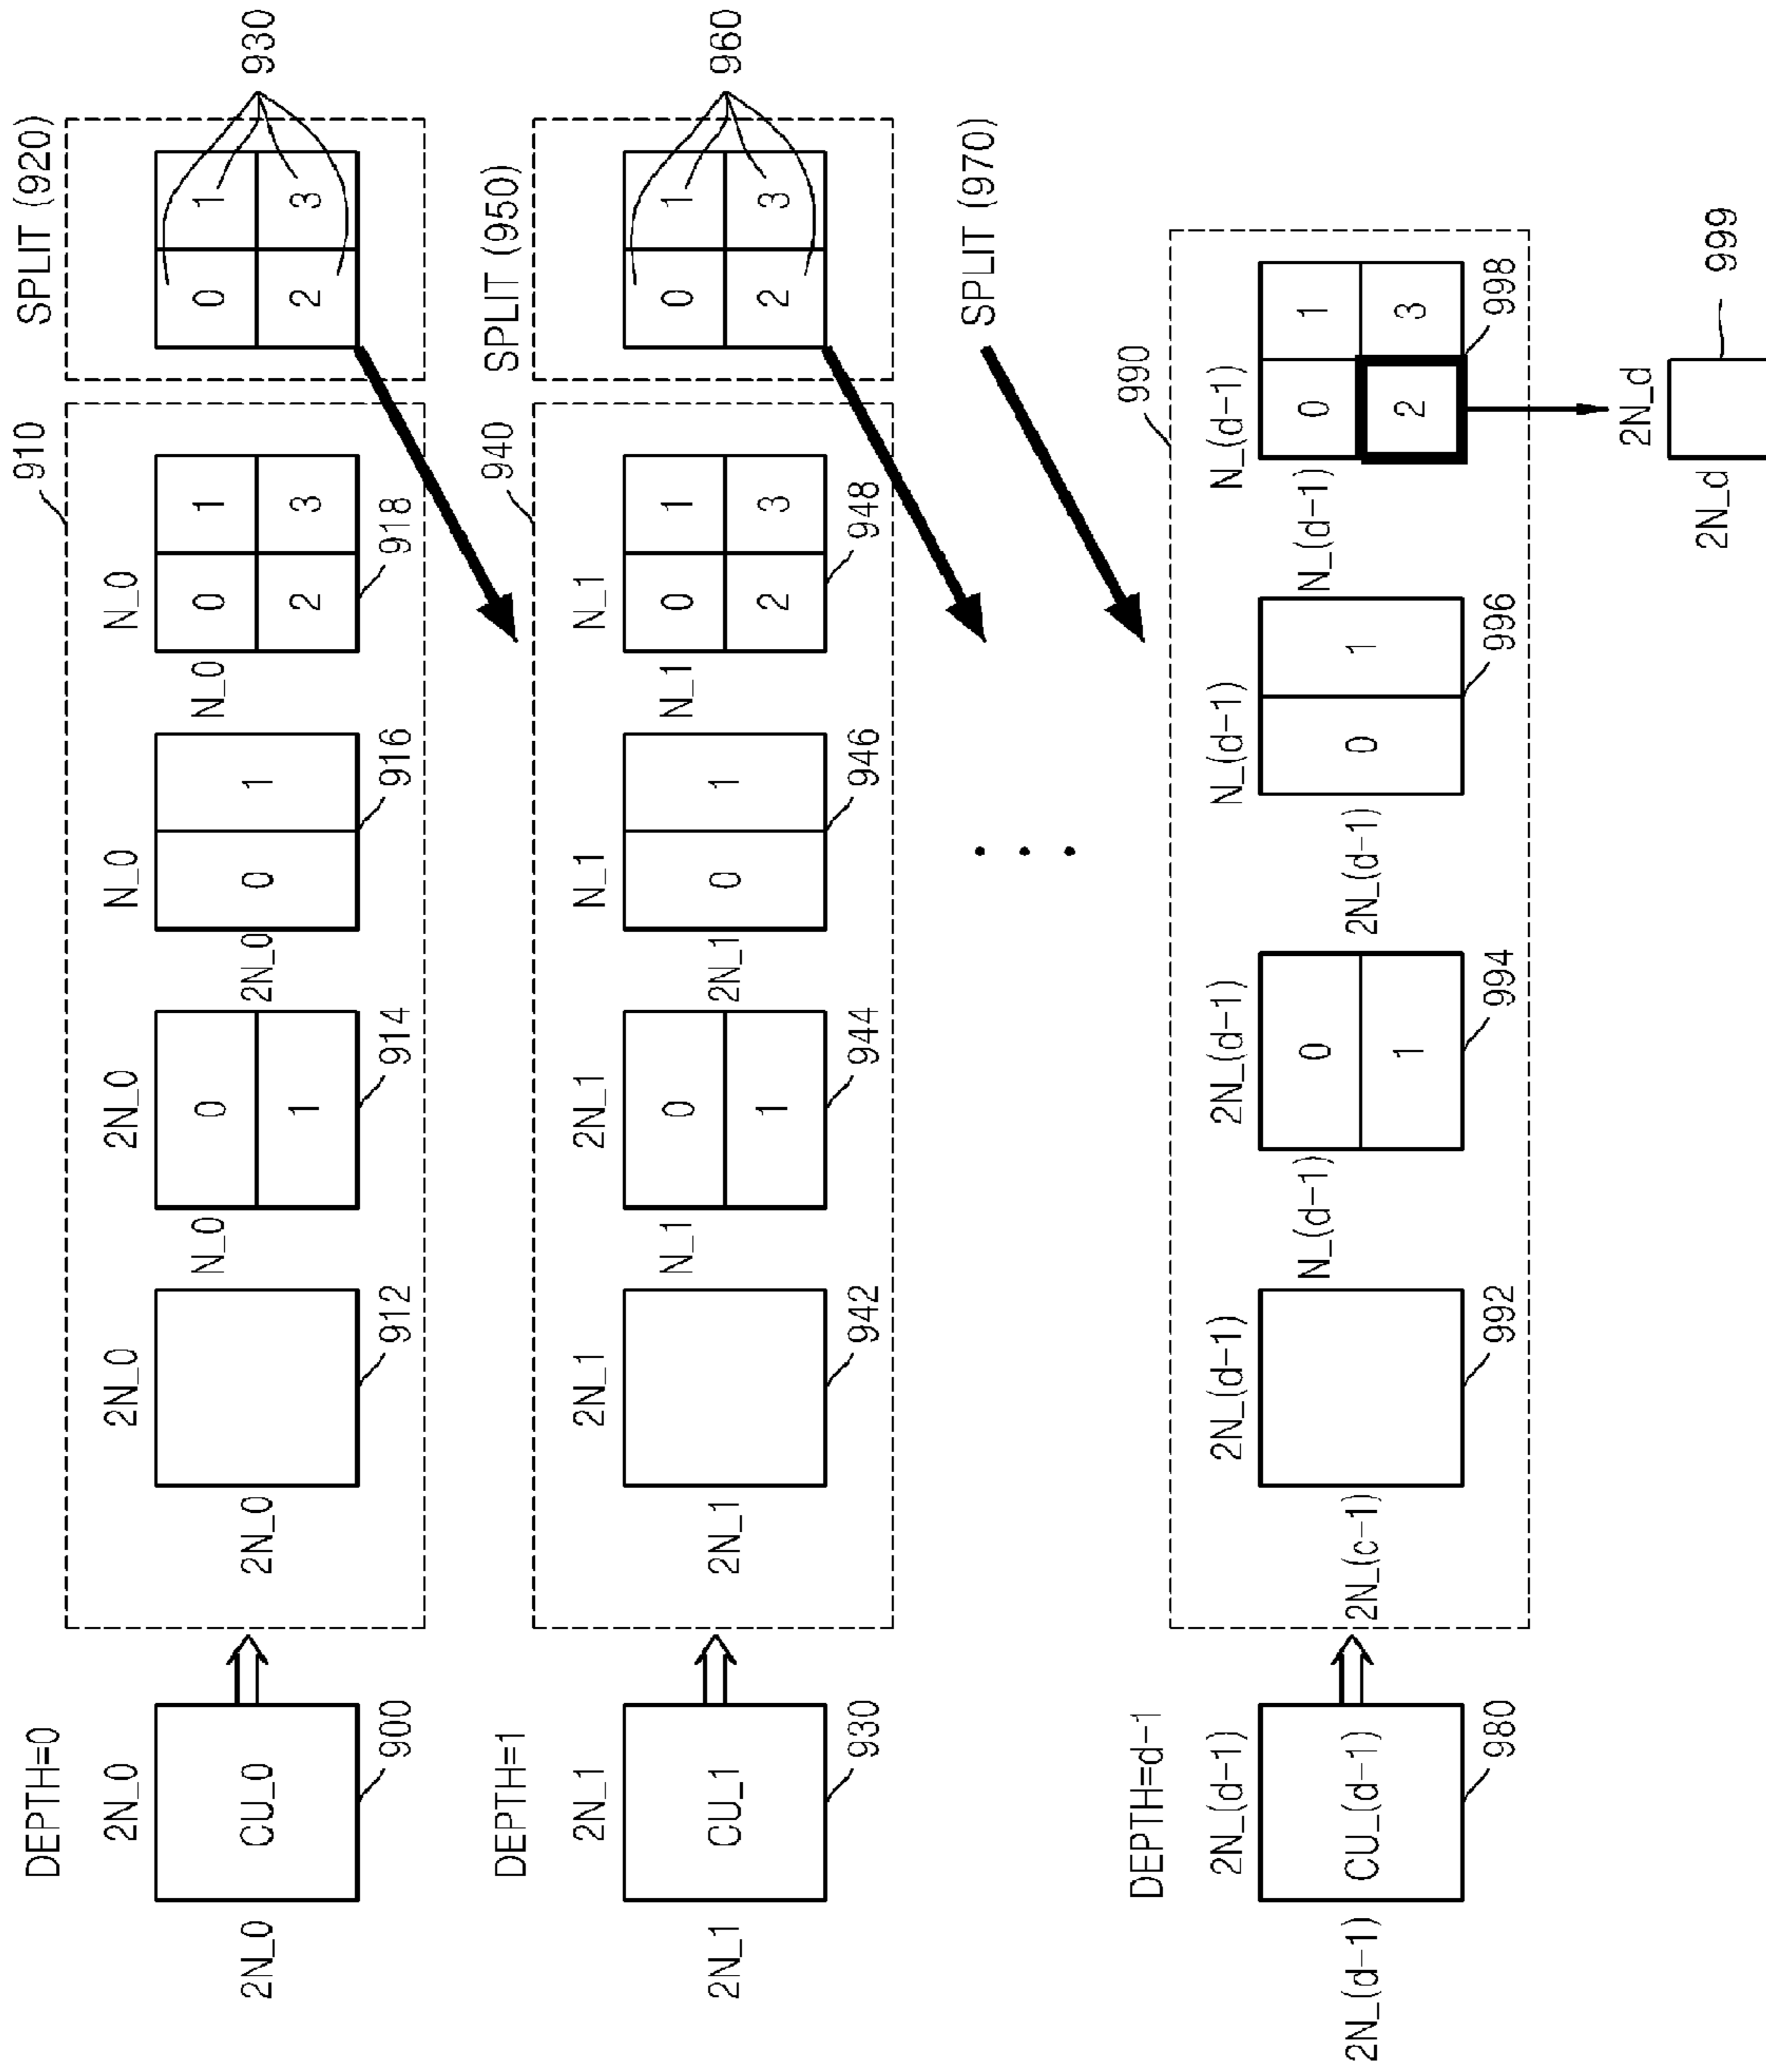 DEPTH=0
2N_0
2N_0
CU_0
900
910
2N_0
2N_0
912
2N_0
N_0
0
1
914
N_0
2N_0
0
1
916
N_0
N_0
0
1
2
3
918
SPLIT (920)
0
1
2
3
930
DEPTH=1
2N_1
2N_1
CU_1
930
940
2N_1
2N_1
942
2N_1
N_1
0
1
944
N_1
2N_1
0
1
946
N_1
N_1
0
1
2
3
948
SPLIT (950)
0
1
2
3
960
SPLIT (970)
. . .
DEPTH=d-1
2N_(d-1)
2N_(d-1)
CU_(d-1)
980
990
2N_(d-1)
2N_(c-1)
992
2N_(d-1)
N_(d-1)
0
1
994
N_(d-1)
2N_(d-1)
0
1
996
N_(d-1)
N_(d-1)
0
1
2
3
998
2N_d
2N_d
999